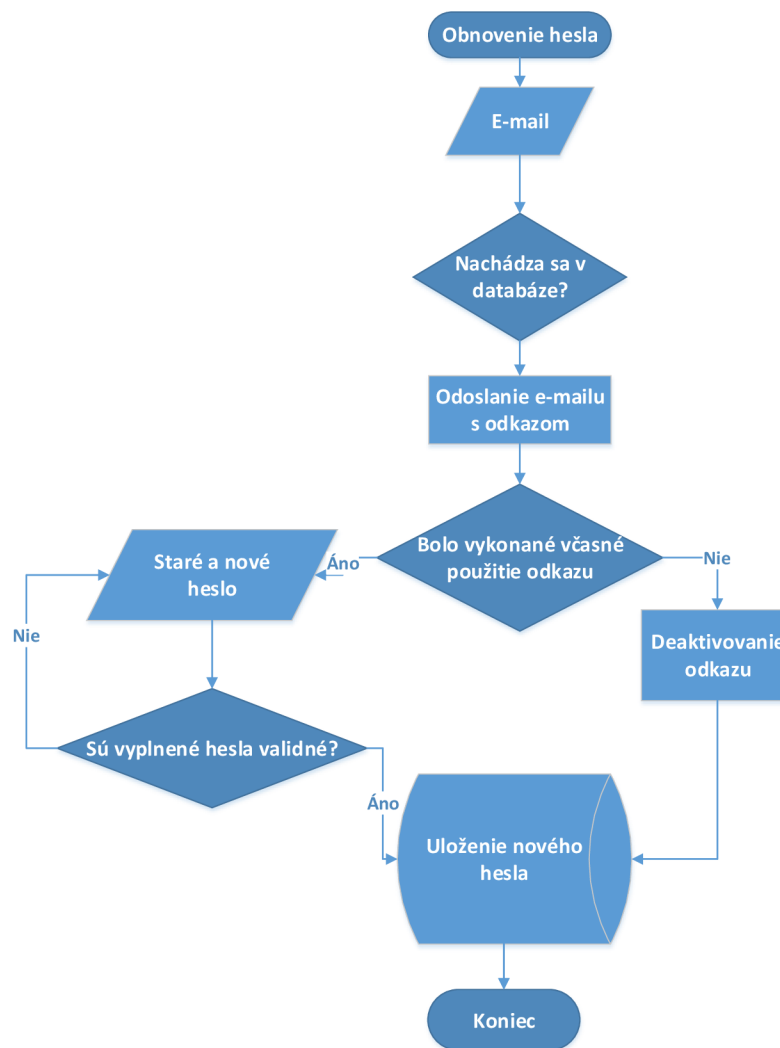 Obnovenie hesla
E-mail
Nachádza sa v
databáze?
Odoslanie e-mailu
s odkazom
Bolo vykonané včasné
použitie odkazu
Áno
Nie
Staré a nové
heslo
Nie
Deaktivovanie
odkazu
Sú vyplnené hesla validné?
Áno
Uloženie nového
hesla
Koniec